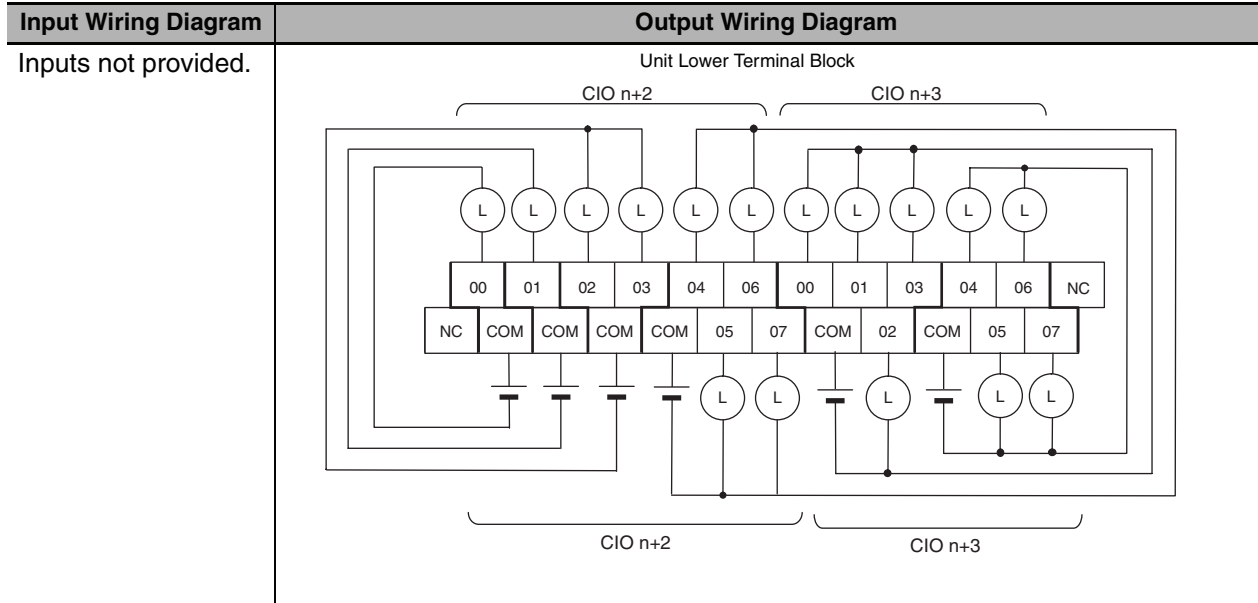 Input Wiring Diagram Output Wiring Diagram
Inputs not provided.
Unit Lower Terminal Block
CIO n+2 CIO n+3
L L L L L L L L L L L
00 01 02 03 04 06 00 01 03 04 06 NC
NC COM COM COM COM 05 07 COM 02 COM 05 07
L L L L L
CIO n+2 CIO n+3